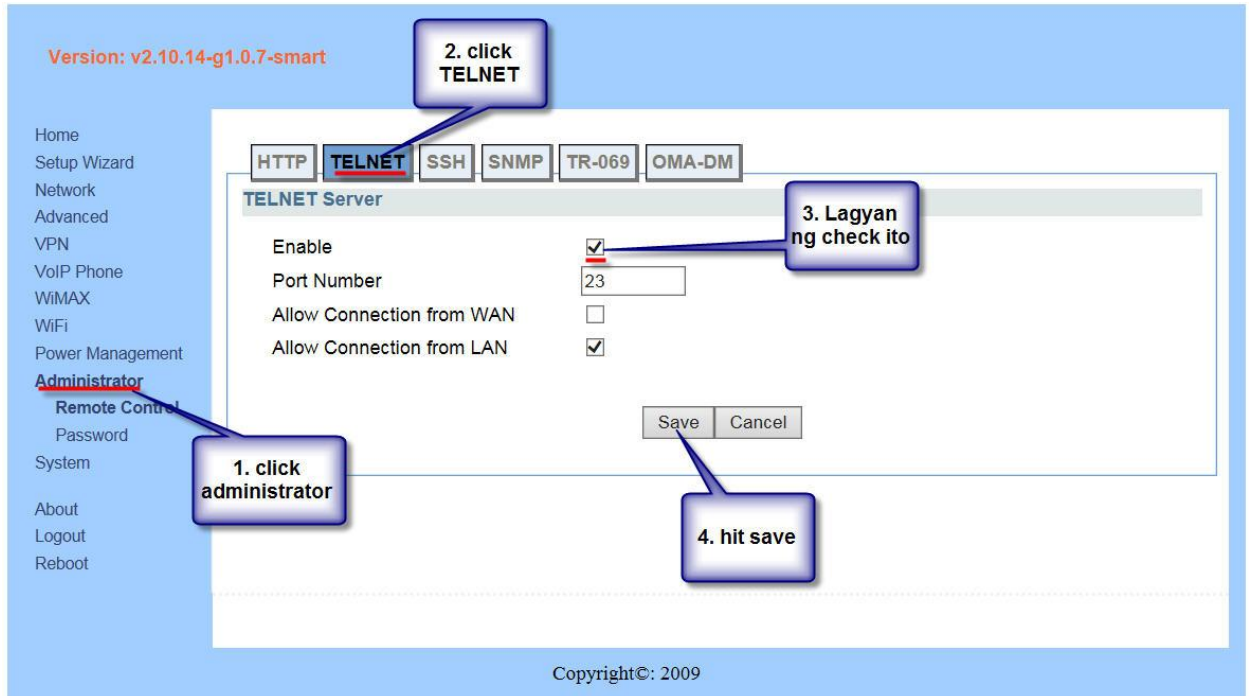 Version: v2.10.14-g1.0.7-smart
2. click
TELNET
Home
Setup Wizard
Network
Advanced
VPN
VoIP Phone
WiMAX
WiFi
Power Management
Administrator
Remote Control
Password
System
About
Logout
Reboot
1. click
administrator
HTTP TELNET SSH SNMP TR-069 OMA-DM
TELNET Server
Enable
3. Lagyan
ng check ito
Port Number 23
Allow Connection from WAN
Allow Connection from LAN
Save Cancel
4. hit save
Copyright©: 2009